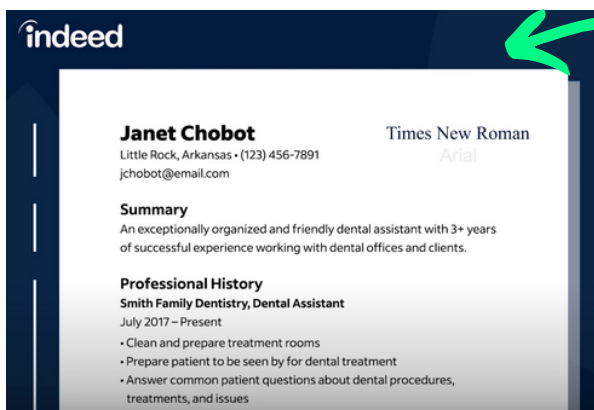 indeed
Janet Chobot
Times New Roman
Little Rock, Arkansas • (123) 456-7891
Arial
jchobot@email.com
Summary
An exceptionally organized and friendly dental assistant with 3+ years
of successful experience working with dental offices and clients.
Professional History
Smith Family Dentistry, Dental Assistant
July 2017 – Present
• Clean and prepare treatment rooms
• Prepare patient to be seen by for dental treatment
• Answer common patient questions about dental procedures,
treatments, and issues